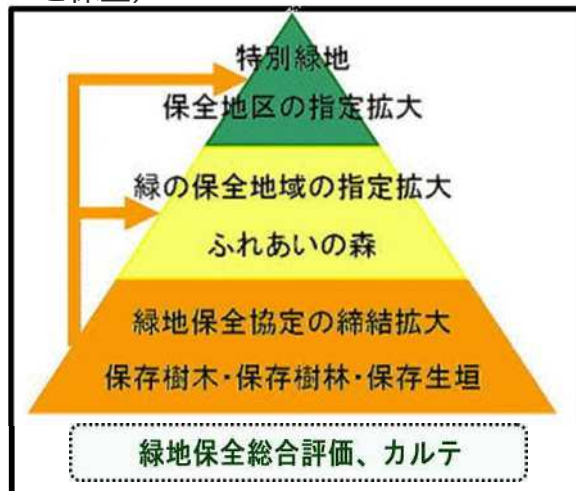 特別緑地
保全地区の指定拡大
緑の保全地域の指定拡大
ふれあいの森
緑地保全協定の締結拡大
保存樹木・保存樹林・保存生垣
緑地保全総合評価、カルテ